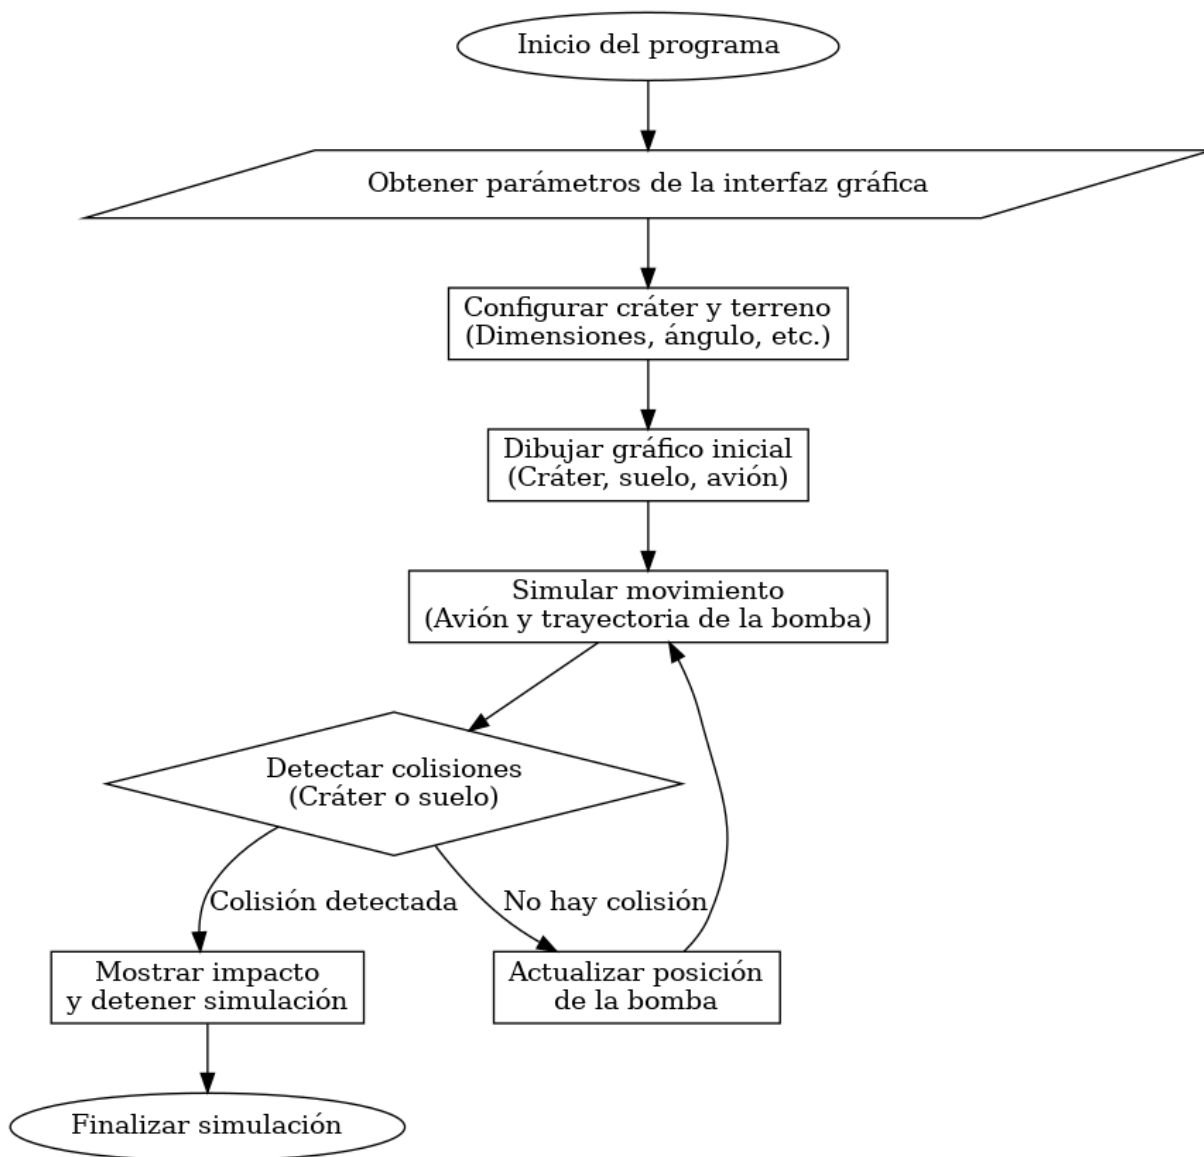 Inicio del programa
Obtener parámetros de la interfaz gráfica
Configurar cráter y terreno
(Dimensiones, ángulo, etc.)
Dibujar gráfico inicial
(Cráter, suelo, avión)
Simular movimiento
(Avión y trayectoria de la bomba)
Detectar colisiones
(Cráter o suelo)
Colisión detectada
No hay colisión
Mostrar impacto
y detener simulación
Actualizar posición
de la bomba
Finalizar simulación